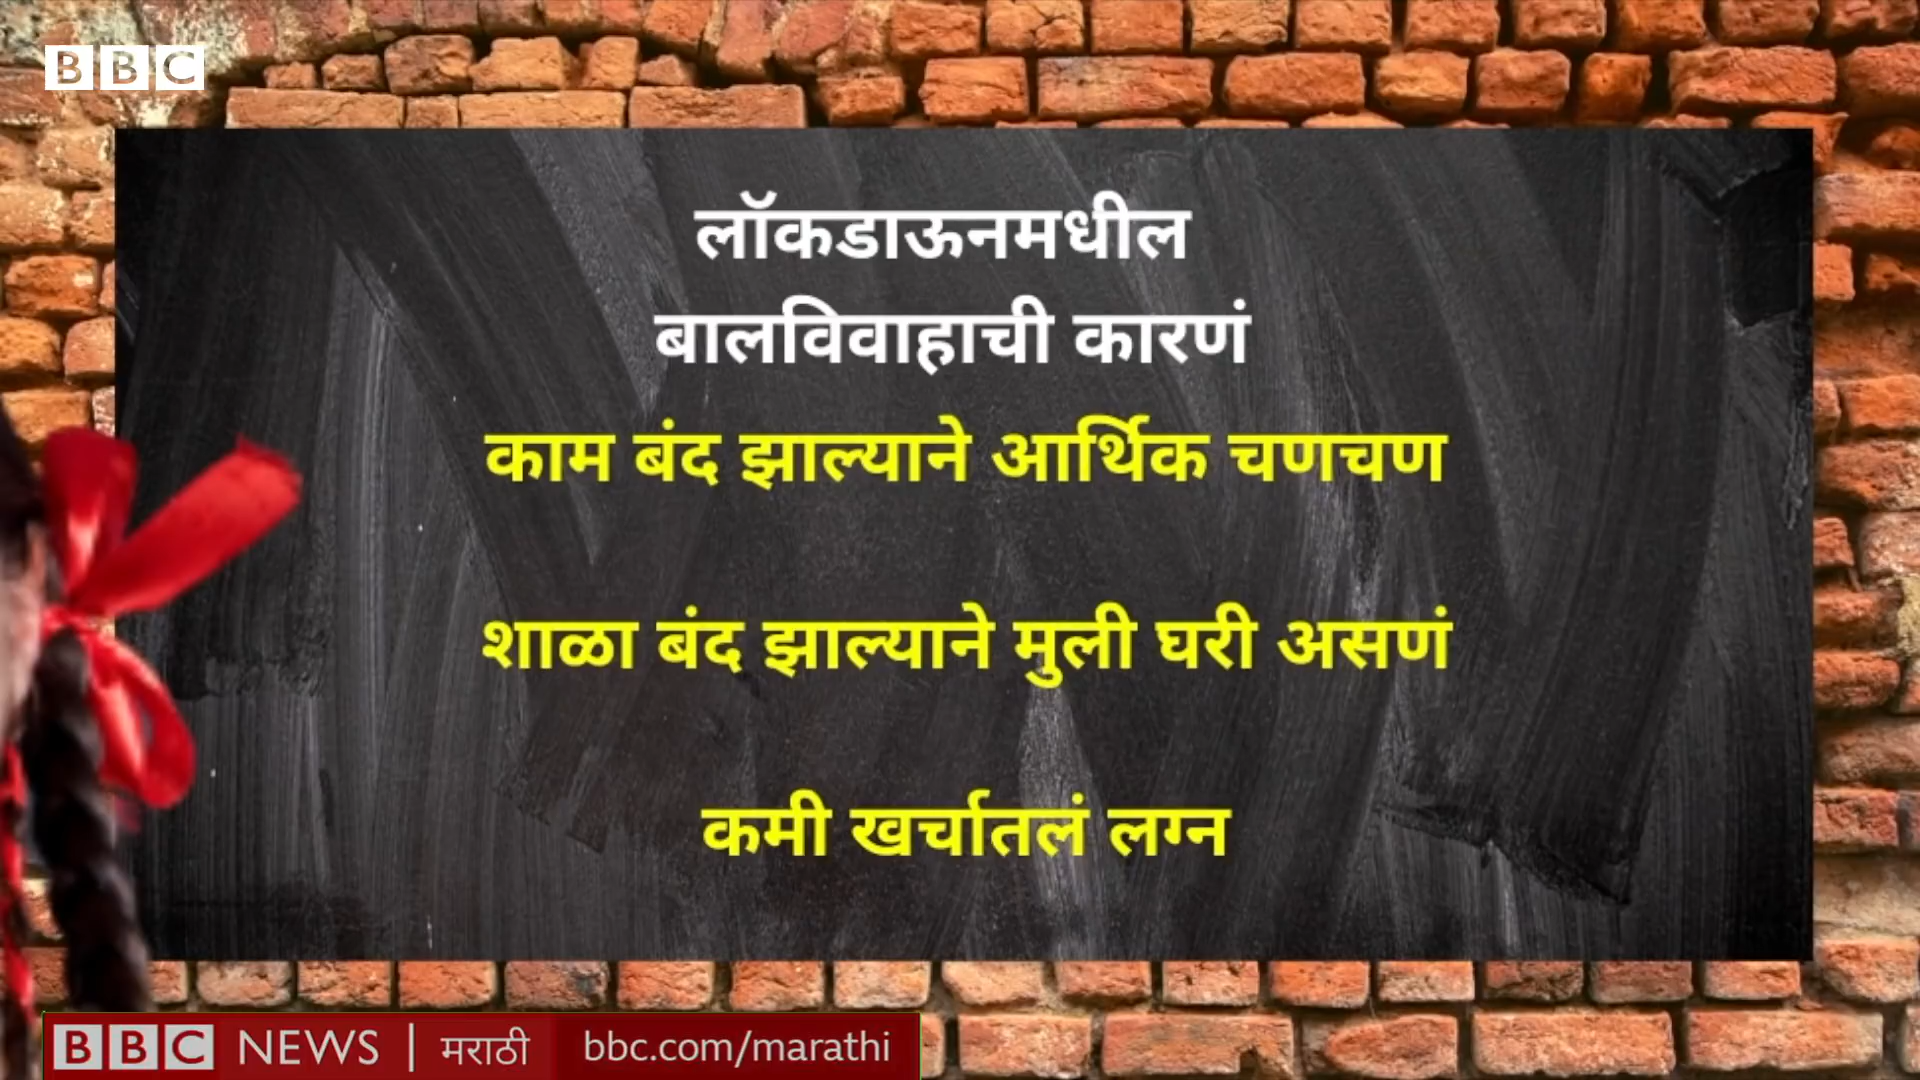 BBC
लॉकडाऊनमधील
बालविवाहाची कारणं
काम बंद झाल्याने आर्थिक चणचण
शाळा बंद झाल्याने मुली घरी असणं
कमी खर्चातलं लग्न
BBC NEWS | मराठी bbc.com/marathi